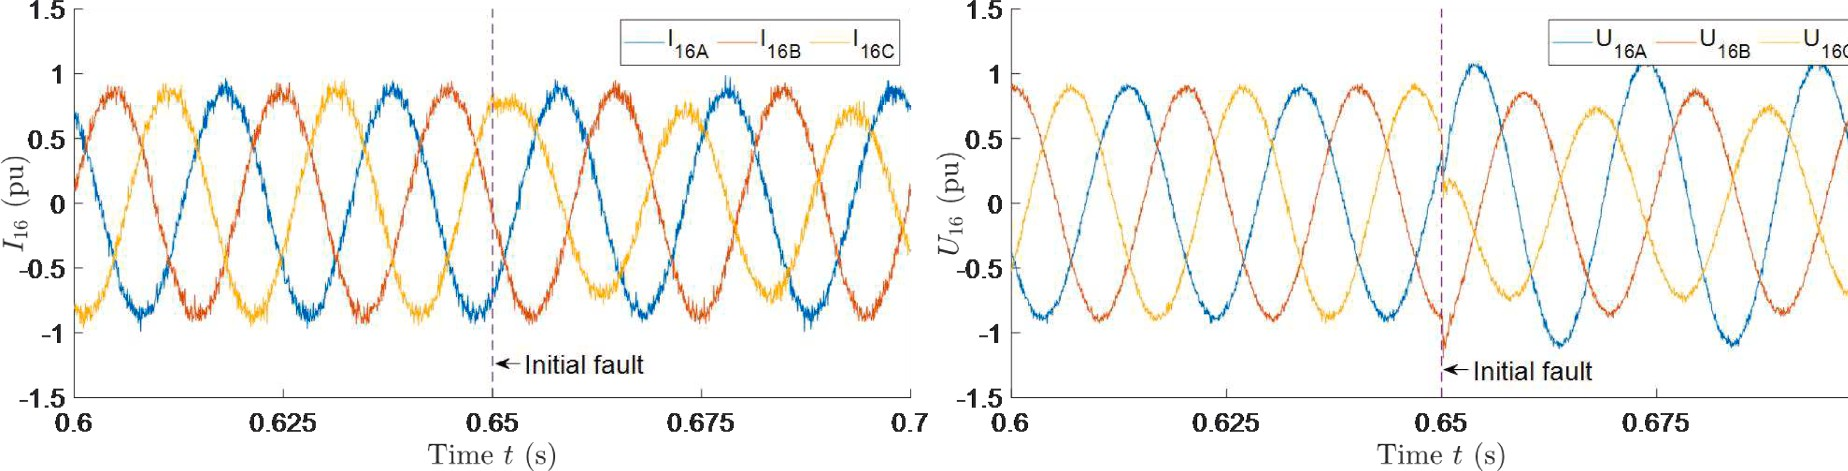 1.5
1
0.5
0
-0.5
-1
-1.5
I16 (pu)
I16A I16B I16C
Initial fault
0.6 0.625 0.65 0.675 0.7
Time t (s)
1.5
1
0.5
0
-0.5
-1
-1.5
U16 (pu)
U16A U16B U16C
Initial fault
0.6 0.625 0.65 0.675
Time t (s)